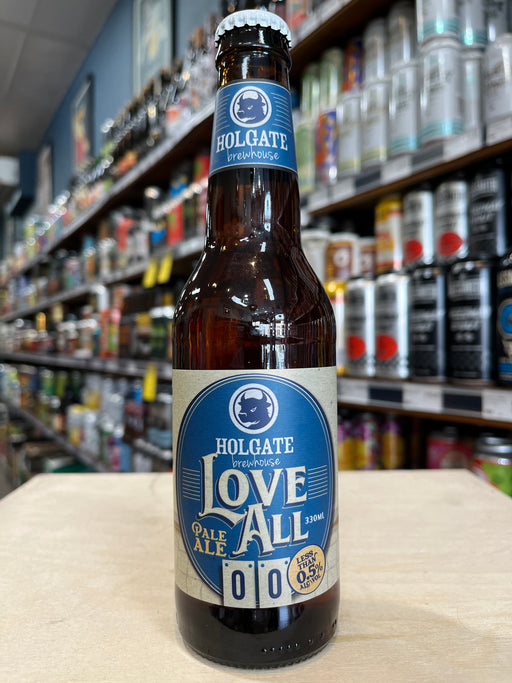 HOLGATE
brewhouse
HOLGATE
brewhouse
LOVE
ALL
330ML
PALE
ALE
0 0
LESS
THAN
0.5%
ALC/VOL